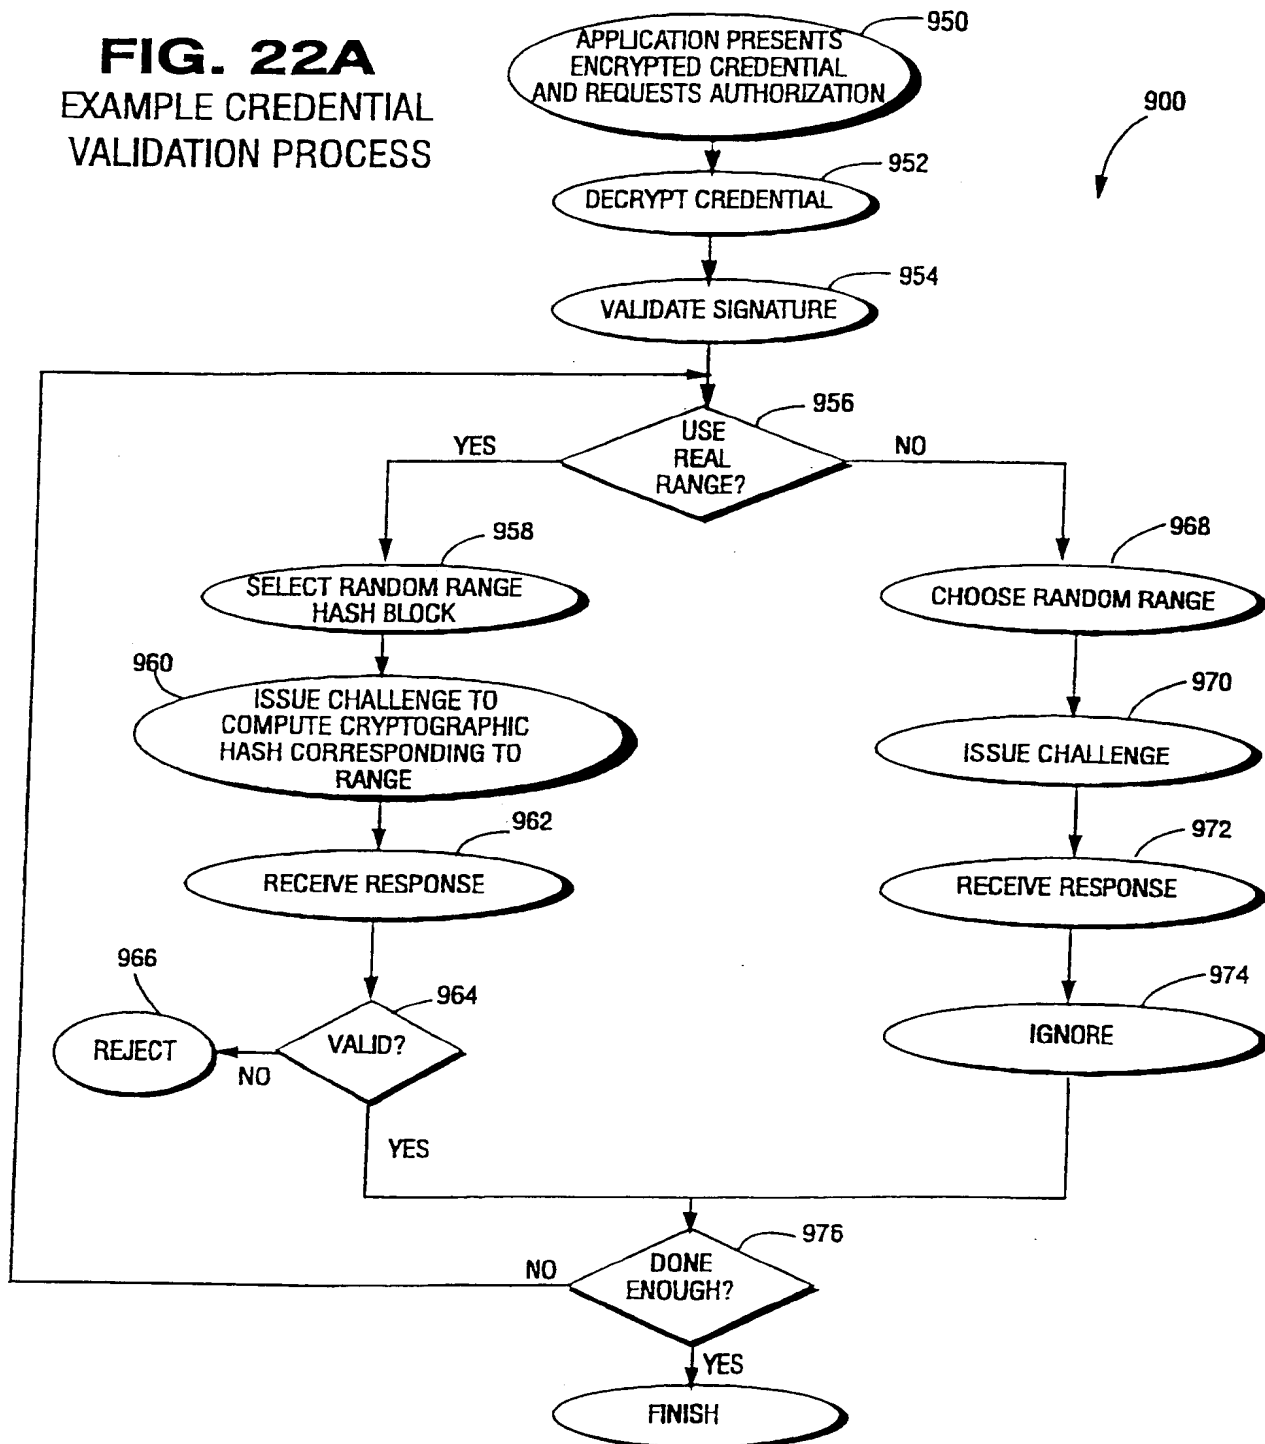 FIG. 22A
EXAMPLE CREDENTIAL
VALIDATION PROCESS
950
APPLICATION PRESENTS
ENCRYPTED CREDENTIAL
AND REQUESTS AUTHORIZATION
900
952
DECRYPT CREDENTIAL
954
VALIDATE SIGNATURE
956
USE
REAL
RANGE?
YES
NO
958
SELECT RANDOM RANGE
HASH BLOCK
968
CHOOSE RANDOM RANGE
960
ISSUE CHALLENGE TO
COMPUTE CRYPTOGRAPHIC
HASH CORRESPONDING TO
RANGE
970
ISSUE CHALLENGE
962
RECEIVE RESPONSE
972
RECEIVE RESPONSE
966
REJECT
964
VALID?
NO
YES
974
IGNORE
976
DONE
ENOUGH?
NO
YES
FINISH